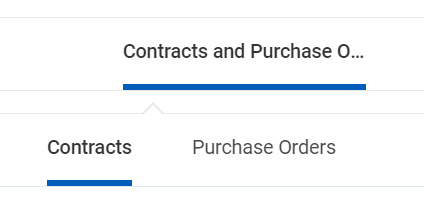 Contracts and Purchase O...
Contracts Purchase Orders